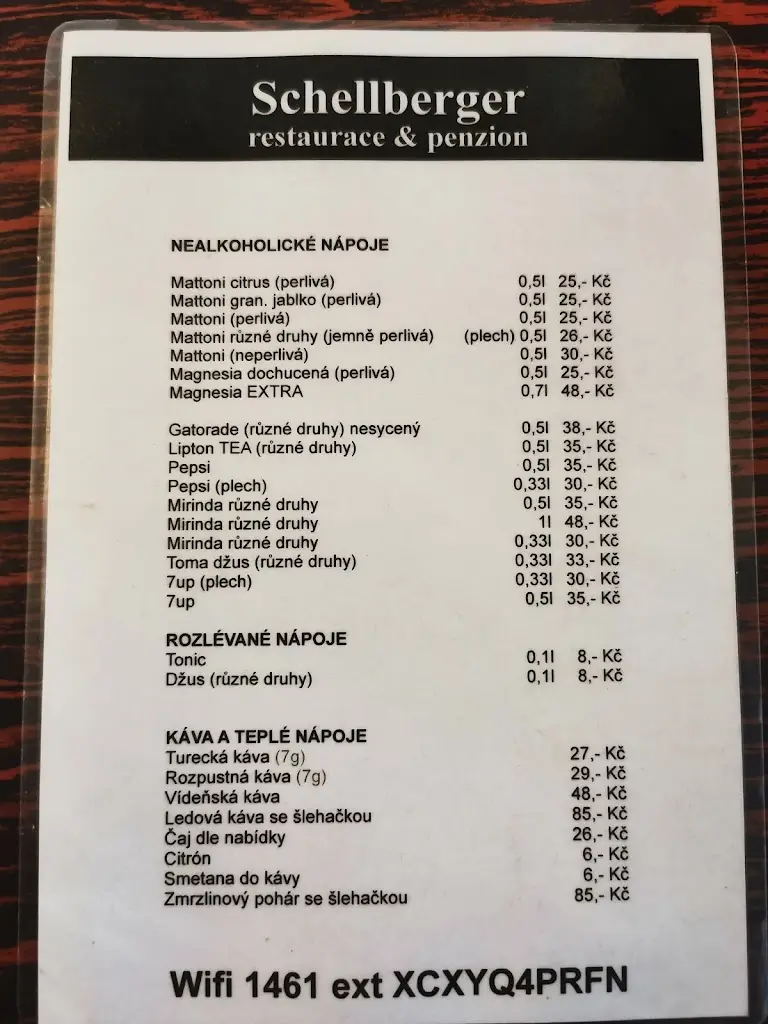 Schellberger
restaurace & penzion
NEALKOHOLICKÉ NÁPOJE
Mattoni citrus (perlivá) 0,5l 25,- Kč
Mattoni gran. jablko (perlivá) 0,5l 25,- Kč
Mattoni (perlivá) 0,5l 25,- Kč
Mattoni různé druhy (jemně perlivá) (plech) 0,5l 26,- Kč
Mattoni (neperlivá) 0,5l 30,- Kč
Magnesia dochucená (perlivá) 0,5l 25,- Kč
Magnesia EXTRA 0,7l 48,- Kč
Gatorade (různé druhy) nesycený 0,5l 38,- Kč
Lipton TEA (různé druhy) 0,5l 35,- Kč
Pepsi 0,5l 35,- Kč
Pepsi (plech) 0,33l 30,- Kč
Mirinda různé druhy 0,5l 35,- Kč
Mirinda různé druhy 1l 48,- Kč
Mirinda různé druhy 0,33l 30,- Kč
Toma džus (různé druhy) 0,33l 33,- Kč
7up (plech) 0,33l 30,- Kč
7up 0,5l 35,- Kč
ROZLÉVANÉ NÁPOJE
Tonic 0,1l 8,- Kč
Džus (různé druhy) 0,1l 8,- Kč
KÁVA A TEPLÉ NÁPOJE
Turecká káva (7g) 27,- Kč
Rozpustná káva (7g) 29,- Kč
Vídeňská káva 48,- Kč
Ledová káva se šlehačkou 85,- Kč
Čaj dle nabídky 26,- Kč
Citrón 6,- Kč
Smetana do kávy 6,- Kč
Zmrzlinový pohár se šlehačkou 85,- Kč
Wifi 1461 ext XCXYQ4PRFN